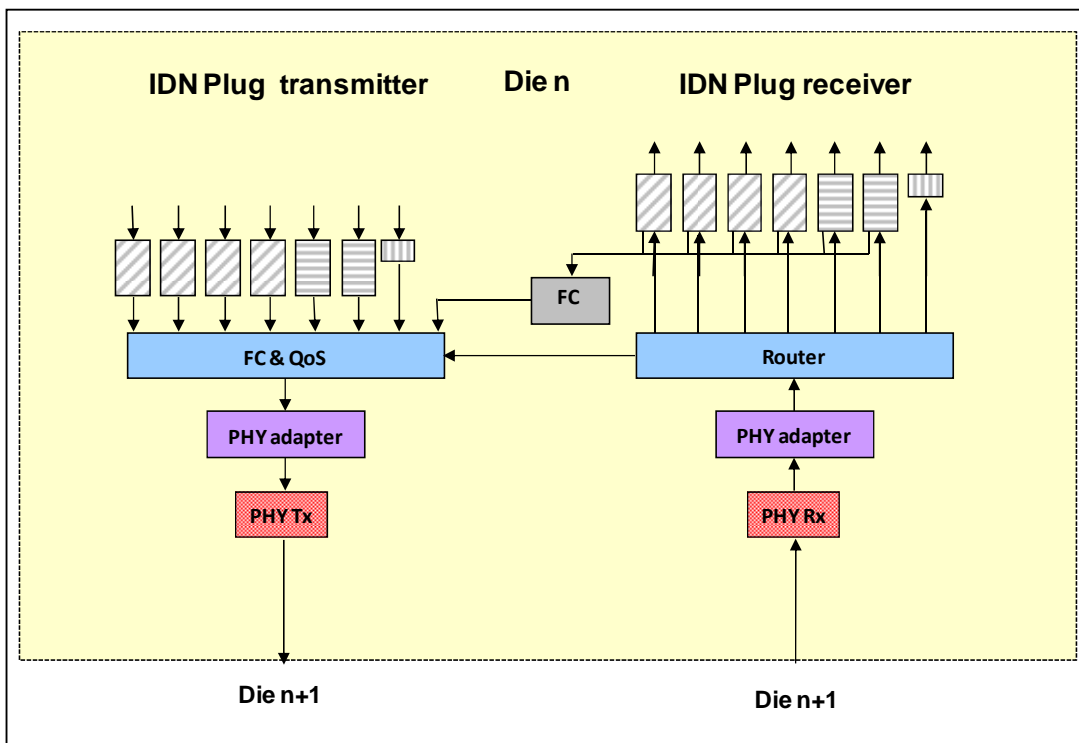 IDN Plug transmitter
Die n
IDN Plug receiver
FC
FC & QoS
Router
PHY adapter
PHY adapter
PHY Tx
PHY Rx
Die n+1
Die n+1